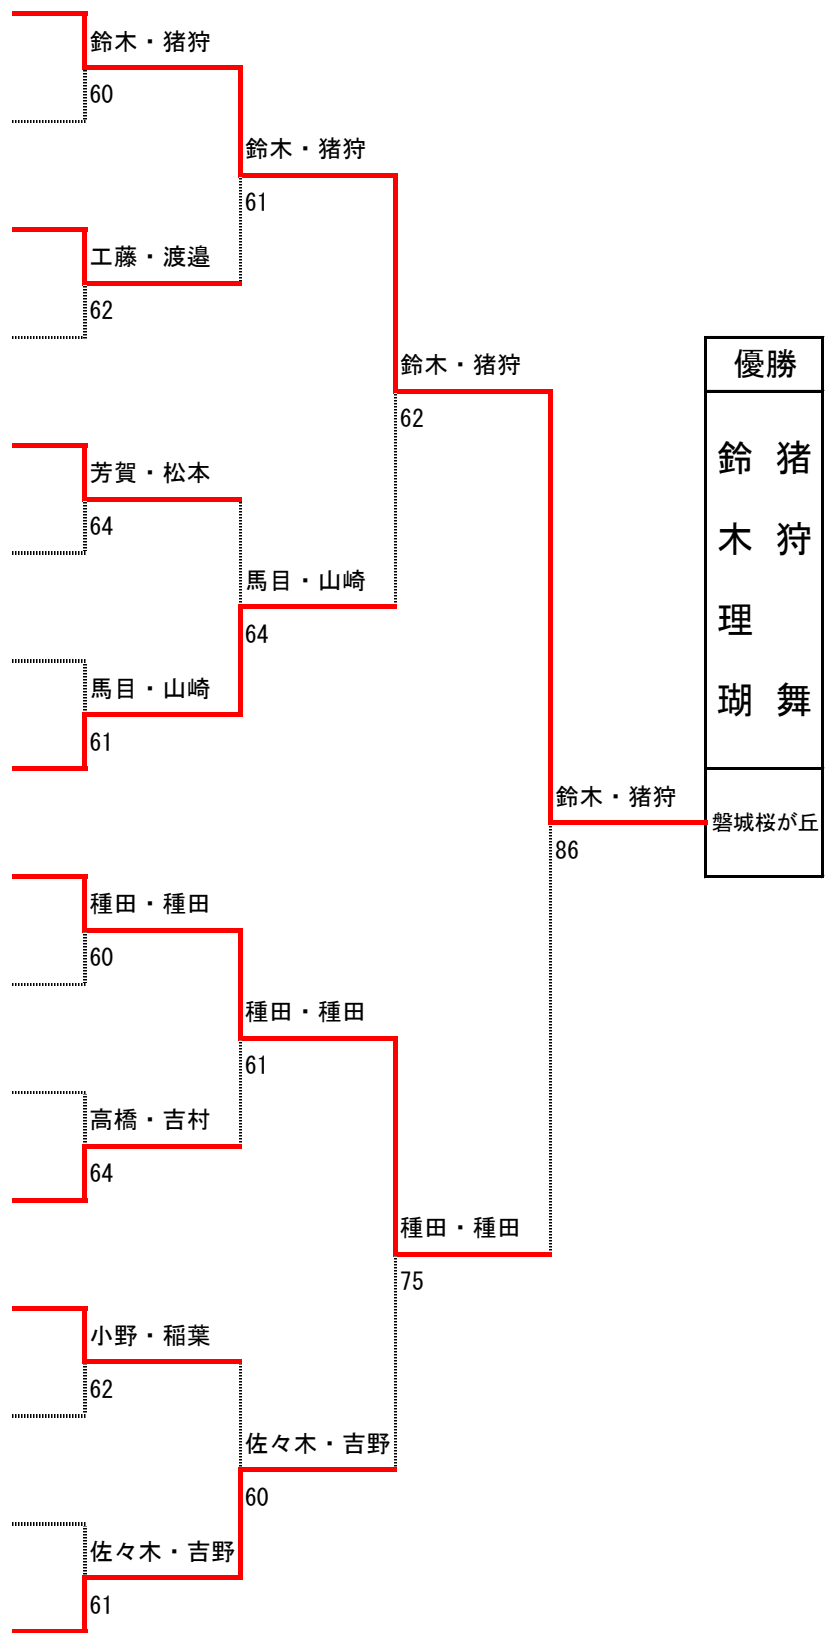 鈴木・猪狩
60
鈴木・猪狩
61
工藤・渡邉
62
鈴木・猪狩
62
芳賀・松本
64
馬目・山崎
64
馬目・山崎
61
優勝
鈴木理瑚
猪狩舞
磐城桜が丘
鈴木・猪狩
86
種田・種田
60
種田・種田
61
高橋・吉村
64
種田・種田
75
小野・稲葉
62
佐々木・吉野
60
佐々木・吉野
61